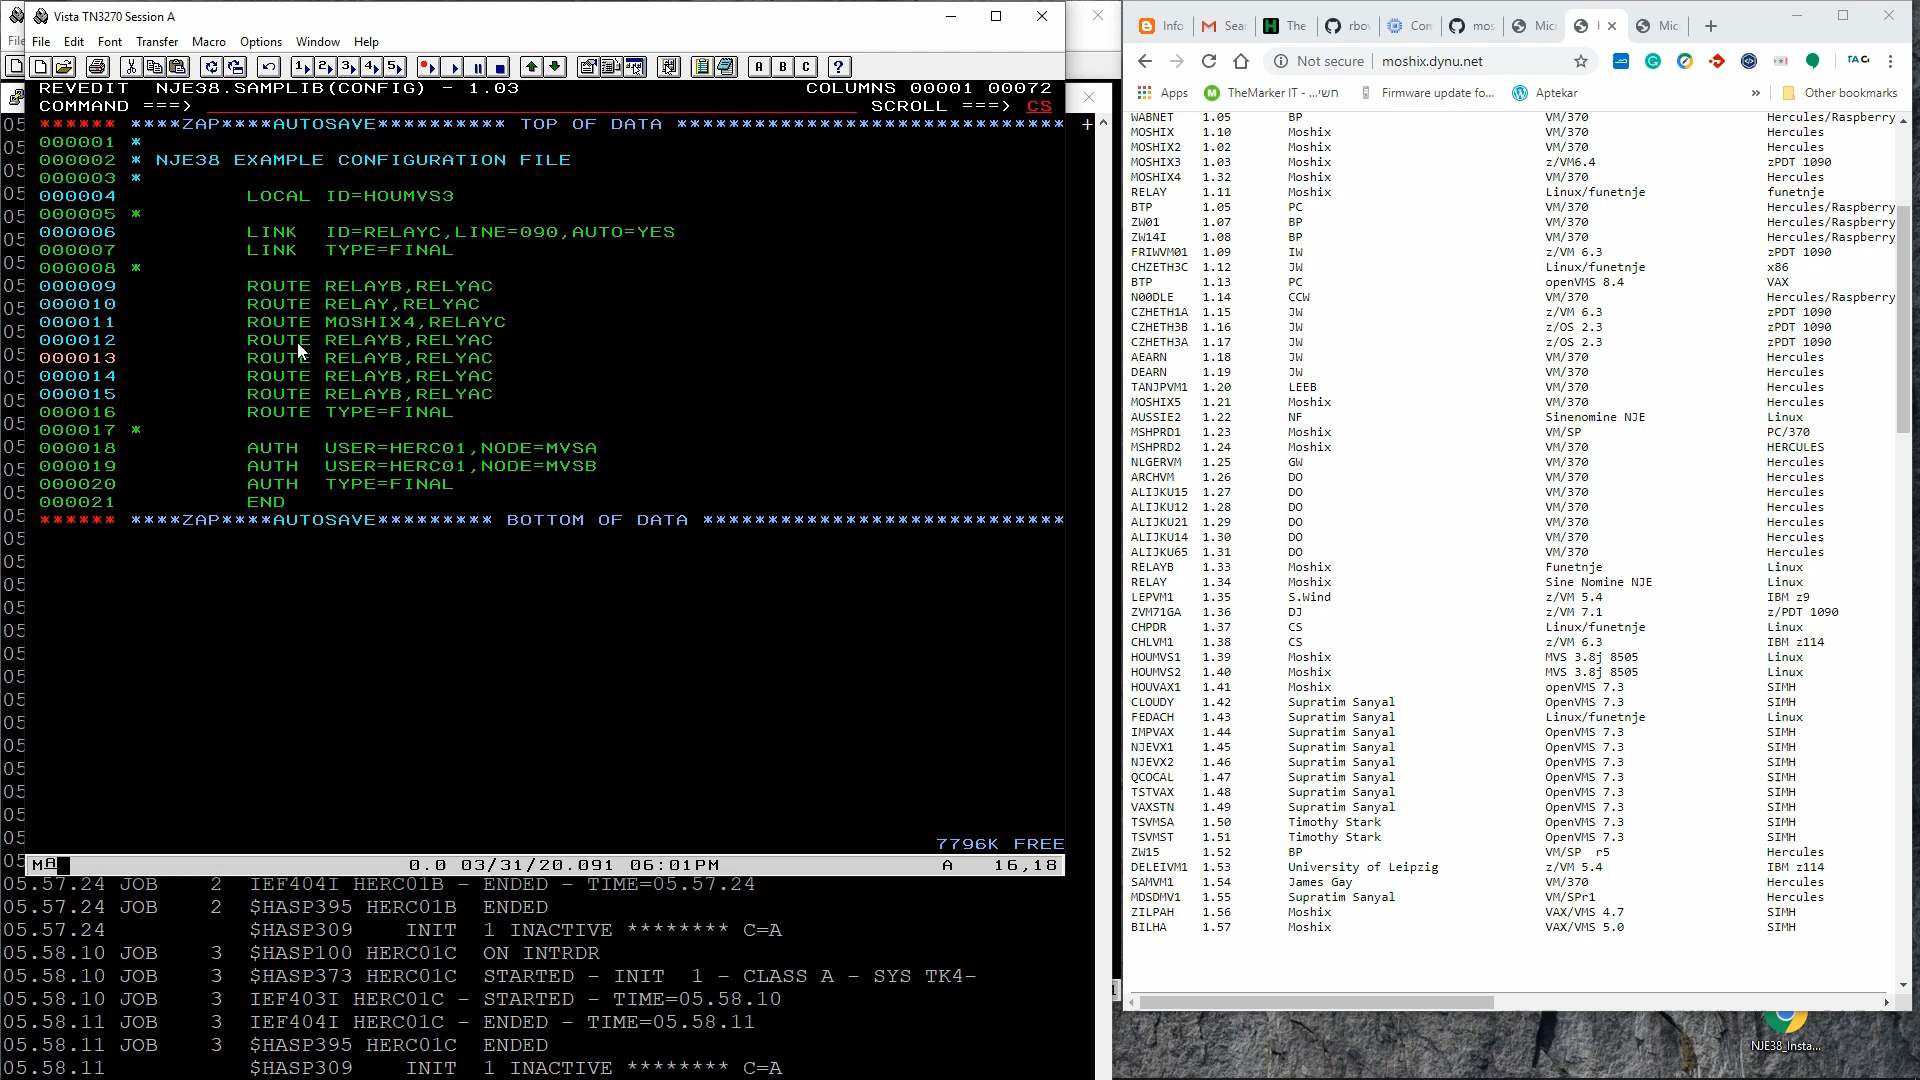 Vista TN3270 Session A
File Edit Font Transfer Macro Options Window Help
REVEDIT NJE38.SAMPLIB(CONFIG) - 1.03 COLUMNS 00001 00072
COMMAND ===> SCROLL ===> CS
****** ****ZAP****AUTOSAVE********** TOP OF DATA ******************************
000001 *
000002 * NJE38 EXAMPLE CONFIGURATION FILE
000003 *
000004 LOCAL ID=HOUMVS3
000005 *
000006 LINK ID=RELAYC,LINE=090,AUTO=YES
000007 LINK TYPE=FINAL
000008 *
000009 ROUTE RELAYB,RELYAC
000010 ROUTE RELAY,RELYAC
000011 ROUTE MOSHIX4,RELAYC
000012 ROUTE RELAYB,RELYAC
000013 ROUTE RELAYB,RELYAC
000014 ROUTE RELAYB,RELYAC
000015 ROUTE RELAYB,RELYAC
000016 ROUTE TYPE=FINAL
000017 *
000018 AUTH USER=HERC01,NODE=MVSA
000019 AUTH USER=HERC01,NODE=MVSB
000020 AUTH TYPE=FINAL
000021 END
****** ****ZAP****AUTOSAVE********* BOTTOM OF DATA ****************************
7796K FREE
MA 0.0 03/31/20.091 06:01PM A 16,18
05.57.24 JOB 2 IEF404I HERC01B - ENDED - TIME=05.57.24
05.57.24 JOB 2 $HASP395 HERC01B ENDED
05.57.24 $HASP309 INIT 1 INACTIVE ******** C=A
05.58.10 JOB 3 $HASP100 HERC01C ON INTRDR
05.58.10 JOB 3 $HASP373 HERC01C STARTED - INIT 1 - CLASS A - SYS TK4-
05.58.10 JOB 3 IEF403I HERC01C - STARTED - TIME=05.58.10
05.58.11 JOB 3 IEF404I HERC01C - ENDED - TIME=05.58.11
05.58.11 JOB 3 $HASP395 HERC01C ENDED
05.58.11 $HASP309 INIT 1 INACTIVE ******** C=A
Info Sea The rbov Con mos Mic Mic
Not secure moshix.dynu.net
Apps TheMarker IT - ...חשי Firmware update fo... Aptekar » Other bookmarks
WABNET 1.05 BP VM/370 Hercules/Raspberry
MOSHIX 1.10 Moshix VM/370 Hercules
MOSHIX2 1.02 Moshix VM/370 Hercules
MOSHIX3 1.03 Moshix z/VM6.4 zPDT 1090
MOSHIX4 1.32 Moshix VM/370 Hercules
RELAY 1.11 Moshix Linux/funetnje funetnje
BTP 1.05 PC VM/370 Hercules/Raspberry
ZW01 1.07 BP VM/370 Hercules/Raspberry
ZW14I 1.08 BP VM/370 Hercules/Raspberry
FRIWVM01 1.09 IW z/VM 6.3 zPDT 1090
CHZETH3C 1.12 JW Linux/funetnje x86
BTP 1.13 PC openVMS 8.4 VAX
N00DLE 1.14 CCW VM/370 Hercules/Raspberry
CZHETH1A 1.15 JW z/VM 6.3 zPDT 1090
CZHETH3B 1.16 JW z/OS 2.3 zPDT 1090
CZHETH3A 1.17 JW z/OS 2.3 zPDT 1090
AEARN 1.18 JW VM/370 Hercules
DEARN 1.19 JW VM/370 Hercules
TANJPVM1 1.20 LEEB VM/370 Hercules
MOSHIX5 1.21 Moshix VM/370 Hercules
AUSSIE2 1.22 NF Sinenomine NJE Linux
MSHPRD1 1.23 Moshix VM/SP PC/370
MSHPRD2 1.24 Moshix VM/370 HERCULES
NLGERVM 1.25 GW VM/370 Hercules
ARCHVM 1.26 DO VM/370 Hercules
ALIJKU15 1.27 DO VM/370 Hercules
ALIJKU12 1.28 DO VM/370 Hercules
ALIJKU21 1.29 DO VM/370 Hercules
ALIJKU14 1.30 DO VM/370 Hercules
ALIJKU65 1.31 DO VM/370 Hercules
RELAYB 1.33 Moshix Funetnje Linux
RELAY 1.34 Moshix Sine Nomine NJE Linux
LEPVM1 1.35 S.Wind z/VM 5.4 IBM z9
ZVM71GA 1.36 DJ z/VM 7.1 z/PDT 1090
CHPDR 1.37 CS Linux/funetnje Linux
CHLVM1 1.38 CS z/VM 6.3 IBM z114
HOUMVS1 1.39 Moshix MVS 3.8j 8505 Linux
HOUMVS2 1.40 Moshix MVS 3.8j 8505 Linux
HOUVAX1 1.41 Moshix openVMS 7.3 SIMH
CLOUDY 1.42 Supratim Sanyal OpenVMS 7.3 SIMH
FEDACH 1.43 Supratim Sanyal Linux/funetnje Linux
IMPVAX 1.44 Supratim Sanyal OpenVMS 7.3 SIMH
NJEVX1 1.45 Supratim Sanyal OpenVMS 7.3 SIMH
NJEVX2 1.46 Supratim Sanyal OpenVMS 7.3 SIMH
QCOCAL 1.47 Supratim Sanyal OpenVMS 7.3 SIMH
TSTVAX 1.48 Supratim Sanyal OpenVMS 7.3 SIMH
VAXSTN 1.49 Supratim Sanyal OpenVMS 7.3 SIMH
TSVMSA 1.50 Timothy Stark OpenVMS 7.3 SIMH
TSVMST 1.51 Timothy Stark OpenVMS 7.3 SIMH
ZW15 1.52 BP VM/SP r5 Hercules
DELEIVM1 1.53 University of Leipzig z/VM 5.4 IBM z114
SAMVM1 1.54 James Gay VM/370 Hercules
MDSDMV1 1.55 Supratim Sanyal VM/SPr1 Hercules
ZILPAH 1.56 Moshix VAX/VMS 4.7 SIMH
BILHA 1.57 Moshix VAX/VMS 5.0 SIMH
NJE38_Insta...